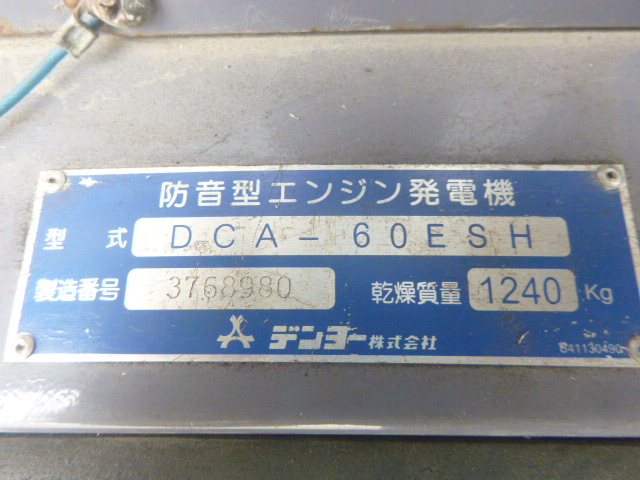 防音型エンジン発電機
型式 DCA-60ESH
製造番号 3768980 乾燥質量 1240 Kg
デンヨー株式会社 B41130490